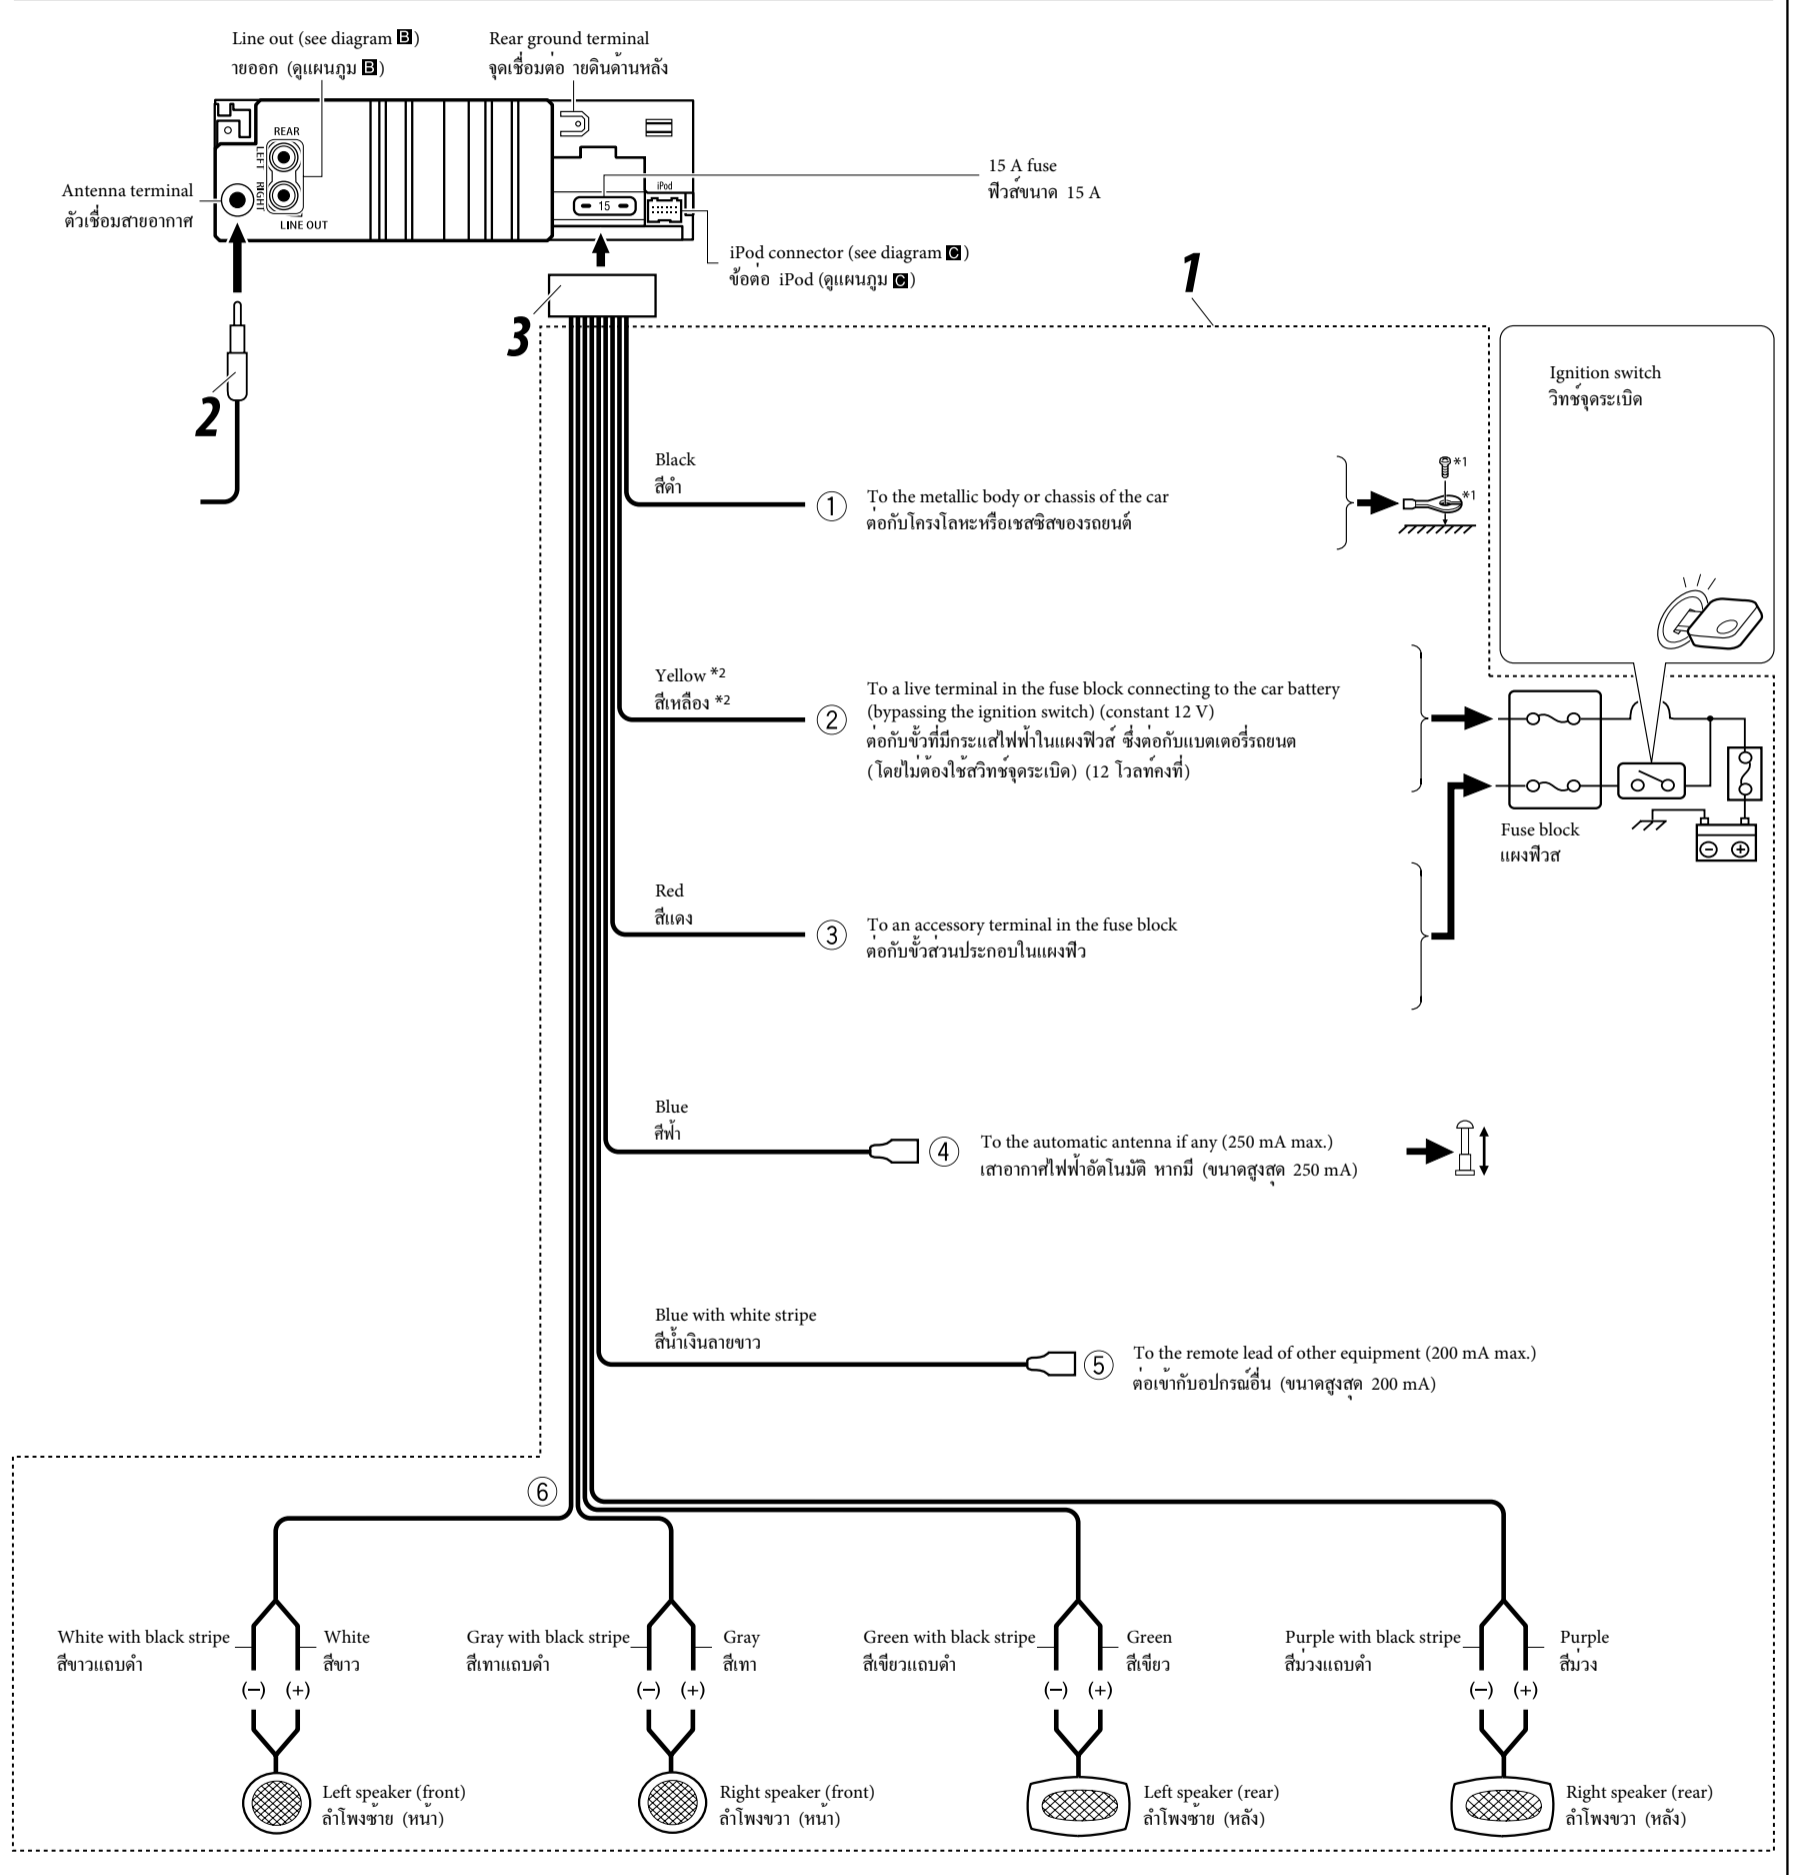 Line out (see diagram B)
ายออก (ดูแผนภูม B)
Rear ground terminal
จุดเชื่อมต่อ ายดินด้านหลัง
REAR
LEFT
RIGHT
LINE OUT
Antenna terminal
ตัวเชื่อมสายอากาศ
15 A fuse
ฟิวส์ขนาด 15 A
iPod
15
iPod connector (see diagram C)
ข้อต่อ iPod (ดูแผนภูม C)
1
2
3
Ignition switch
วิทช์จุดระเบิด
Black
สีดำ
① To the metallic body or chassis of the car
ต่อกับโครงโลหะหรือเชสซิสของรถยนต์
*1
*1
Yellow *2
สีเหลือง *2
② To a live terminal in the fuse block connecting to the car battery
(bypassing the ignition switch) (constant 12 V)
ต่อกับขั้วที่มีกระแสไฟฟ้าในแผงฟิวส์ ซึ่งต่อกับแบตเตอรี่รถยนต
(โดยไม่ต้องใช้สวิทช์จุดระเบิด) (12 โวลท์คงที่)
Fuse block
แผงฟิวส
Red
สีแดง
③ To an accessory terminal in the fuse block
ต่อกับขั้วส่วนประกอบในแผงฟิว
Blue
สีฟ้า
④ To the automatic antenna if any (250 mA max.)
เสาอากาศไฟฟ้าอัตโนมัติ หากมี (ขนาดสูงสุด 250 mA)
Blue with white stripe
สีน้ำเงินลายขาว
⑤ To the remote lead of other equipment (200 mA max.)
ต่อเข้ากับอปกรณ์อื่น (ขนาดสูงสุด 200 mA)
⑥
White with black stripe
สีขาวแถบดำ
White
สีขาว
Gray with black stripe
สีเทาแถบดำ
Gray
สีเทา
Green with black stripe
สีเขียวแถบดำ
Green
สีเขียว
Purple with black stripe
สีม่วงแถบดำ
Purple
สีม่วง
(−) (+)
(−) (+)
(−) (+)
(−) (+)
Left speaker (front)
ลำโพงซ้าย (หน้า)
Right speaker (front)
ลำโพงขวา (หน้า)
Left speaker (rear)
ลำโพงซ้าย (หลัง)
Right speaker (rear)
ลำโพงขวา (หลัง)